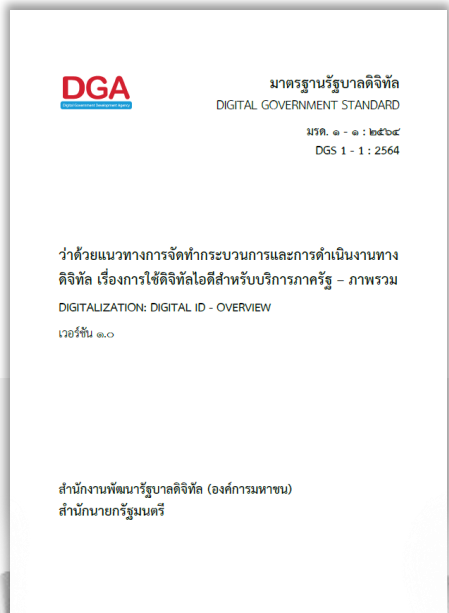 DGA
Digital Government Development Agency
มาตรฐานรัฐบาลดิจิทัล
DIGITAL GOVERNMENT STANDARD
มรด. ๑ - ๑ : ๒๕๖๔
DGS 1 - 1 : 2564
ว่าด้วยแนวทางการจัดทำกระบวนการและการดำเนินงานทาง
ดิจิทัล เรื่องการใช้ดิจิทัลไอดีสำหรับบริการภาครัฐ – ภาพรวม
DIGITALIZATION: DIGITAL ID - OVERVIEW
เวอร์ชัน ๑.๐
สำนักงานพัฒนารัฐบาลดิจิทัล (องค์การมหาชน)
สำนักนายกรัฐมนตรี